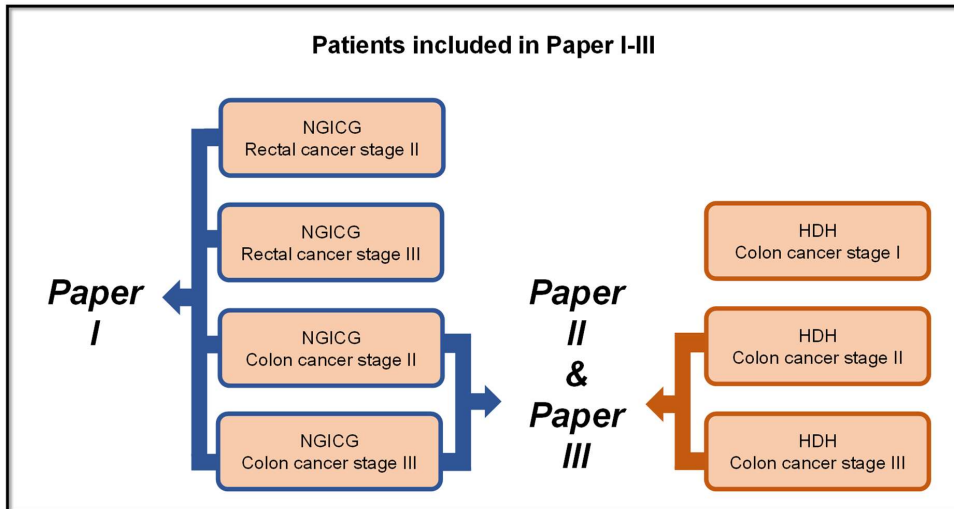 Patients included in Paper I-III
NGICG
Rectal cancer stage II
NGICG
Rectal cancer stage III
NGICG
Colon cancer stage II
NGICG
Colon cancer stage III
Paper
I
Paper
II
&
Paper
III
HDH
Colon cancer stage I
HDH
Colon cancer stage II
HDH
Colon cancer stage III